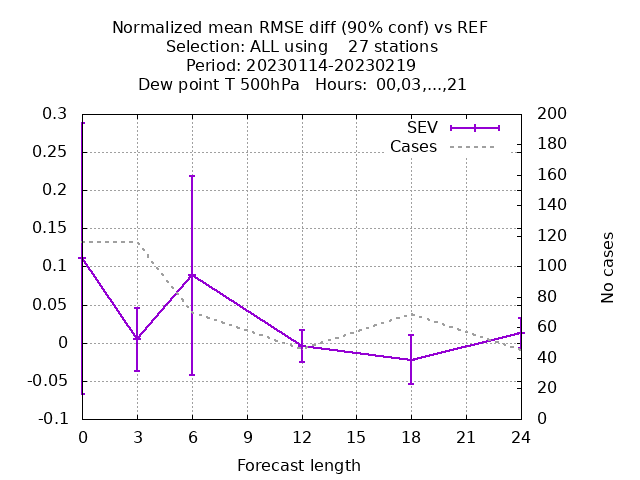 Normalized mean RMSE diff (90% conf) vs REF
Selection: ALL using    27 stations
Period: 20230114-20230219
Dew point T 500hPa   Hours:  00,03,...,21
0.3
0.25
0.2
0.15
0.1
0.05
0
-0.05
-0.1
SEV
Cases
200
180
160
140
120
100
80
60
40
20
0
No cases
0 3 6 9 12 15 18 21 24
Forecast length